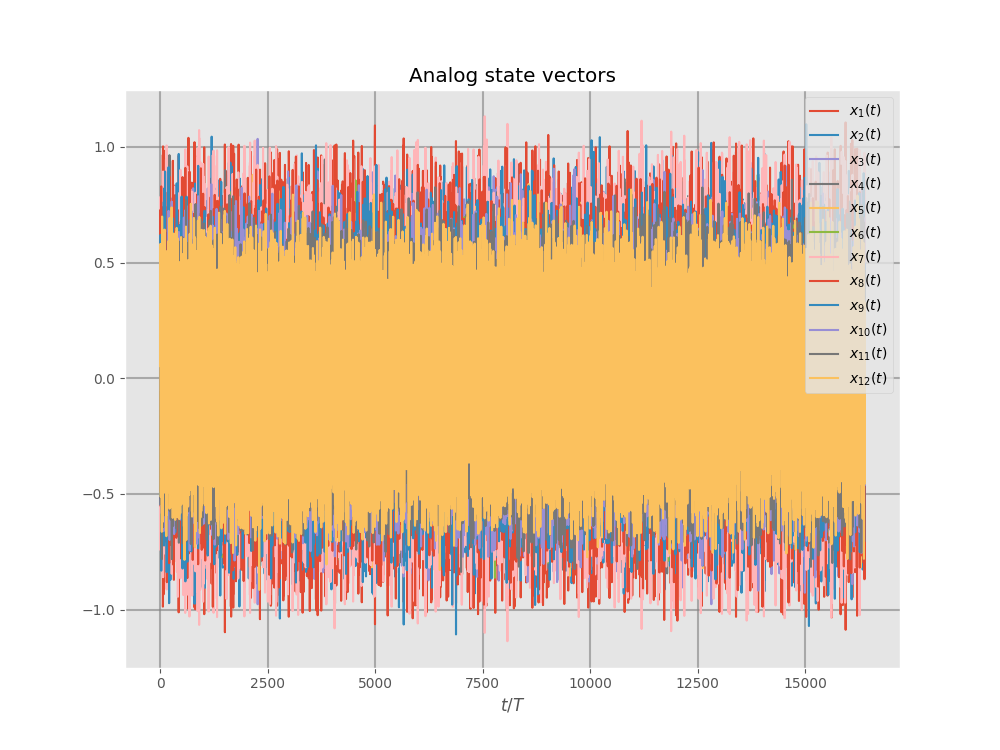 Analog state vectors
1.0
0.5
0.0
−0.5
−1.0
0 2500 5000 7500 10000 12500 15000
t/T
x₁(t)
x₂(t)
x₃(t)
x₄(t)
x₅(t)
x₆(t)
x₇(t)
x₈(t)
x₉(t)
x₁₀(t)
x₁₁(t)
x₁₂(t)